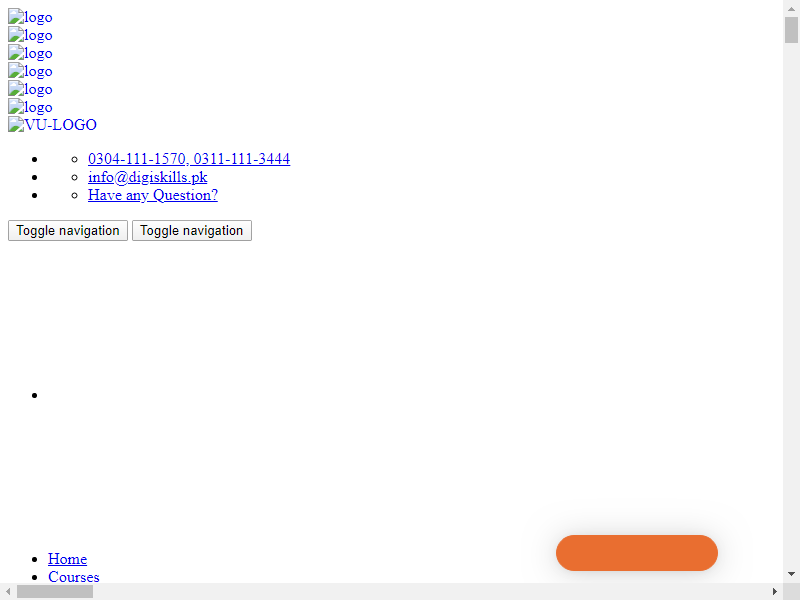 logo
logo
logo
logo
logo
logo
VU-LOGO
0304-111-1570, 0311-111-3444
info@digiskills.pk
Have any Question?
Toggle navigation Toggle navigation
Home
Courses